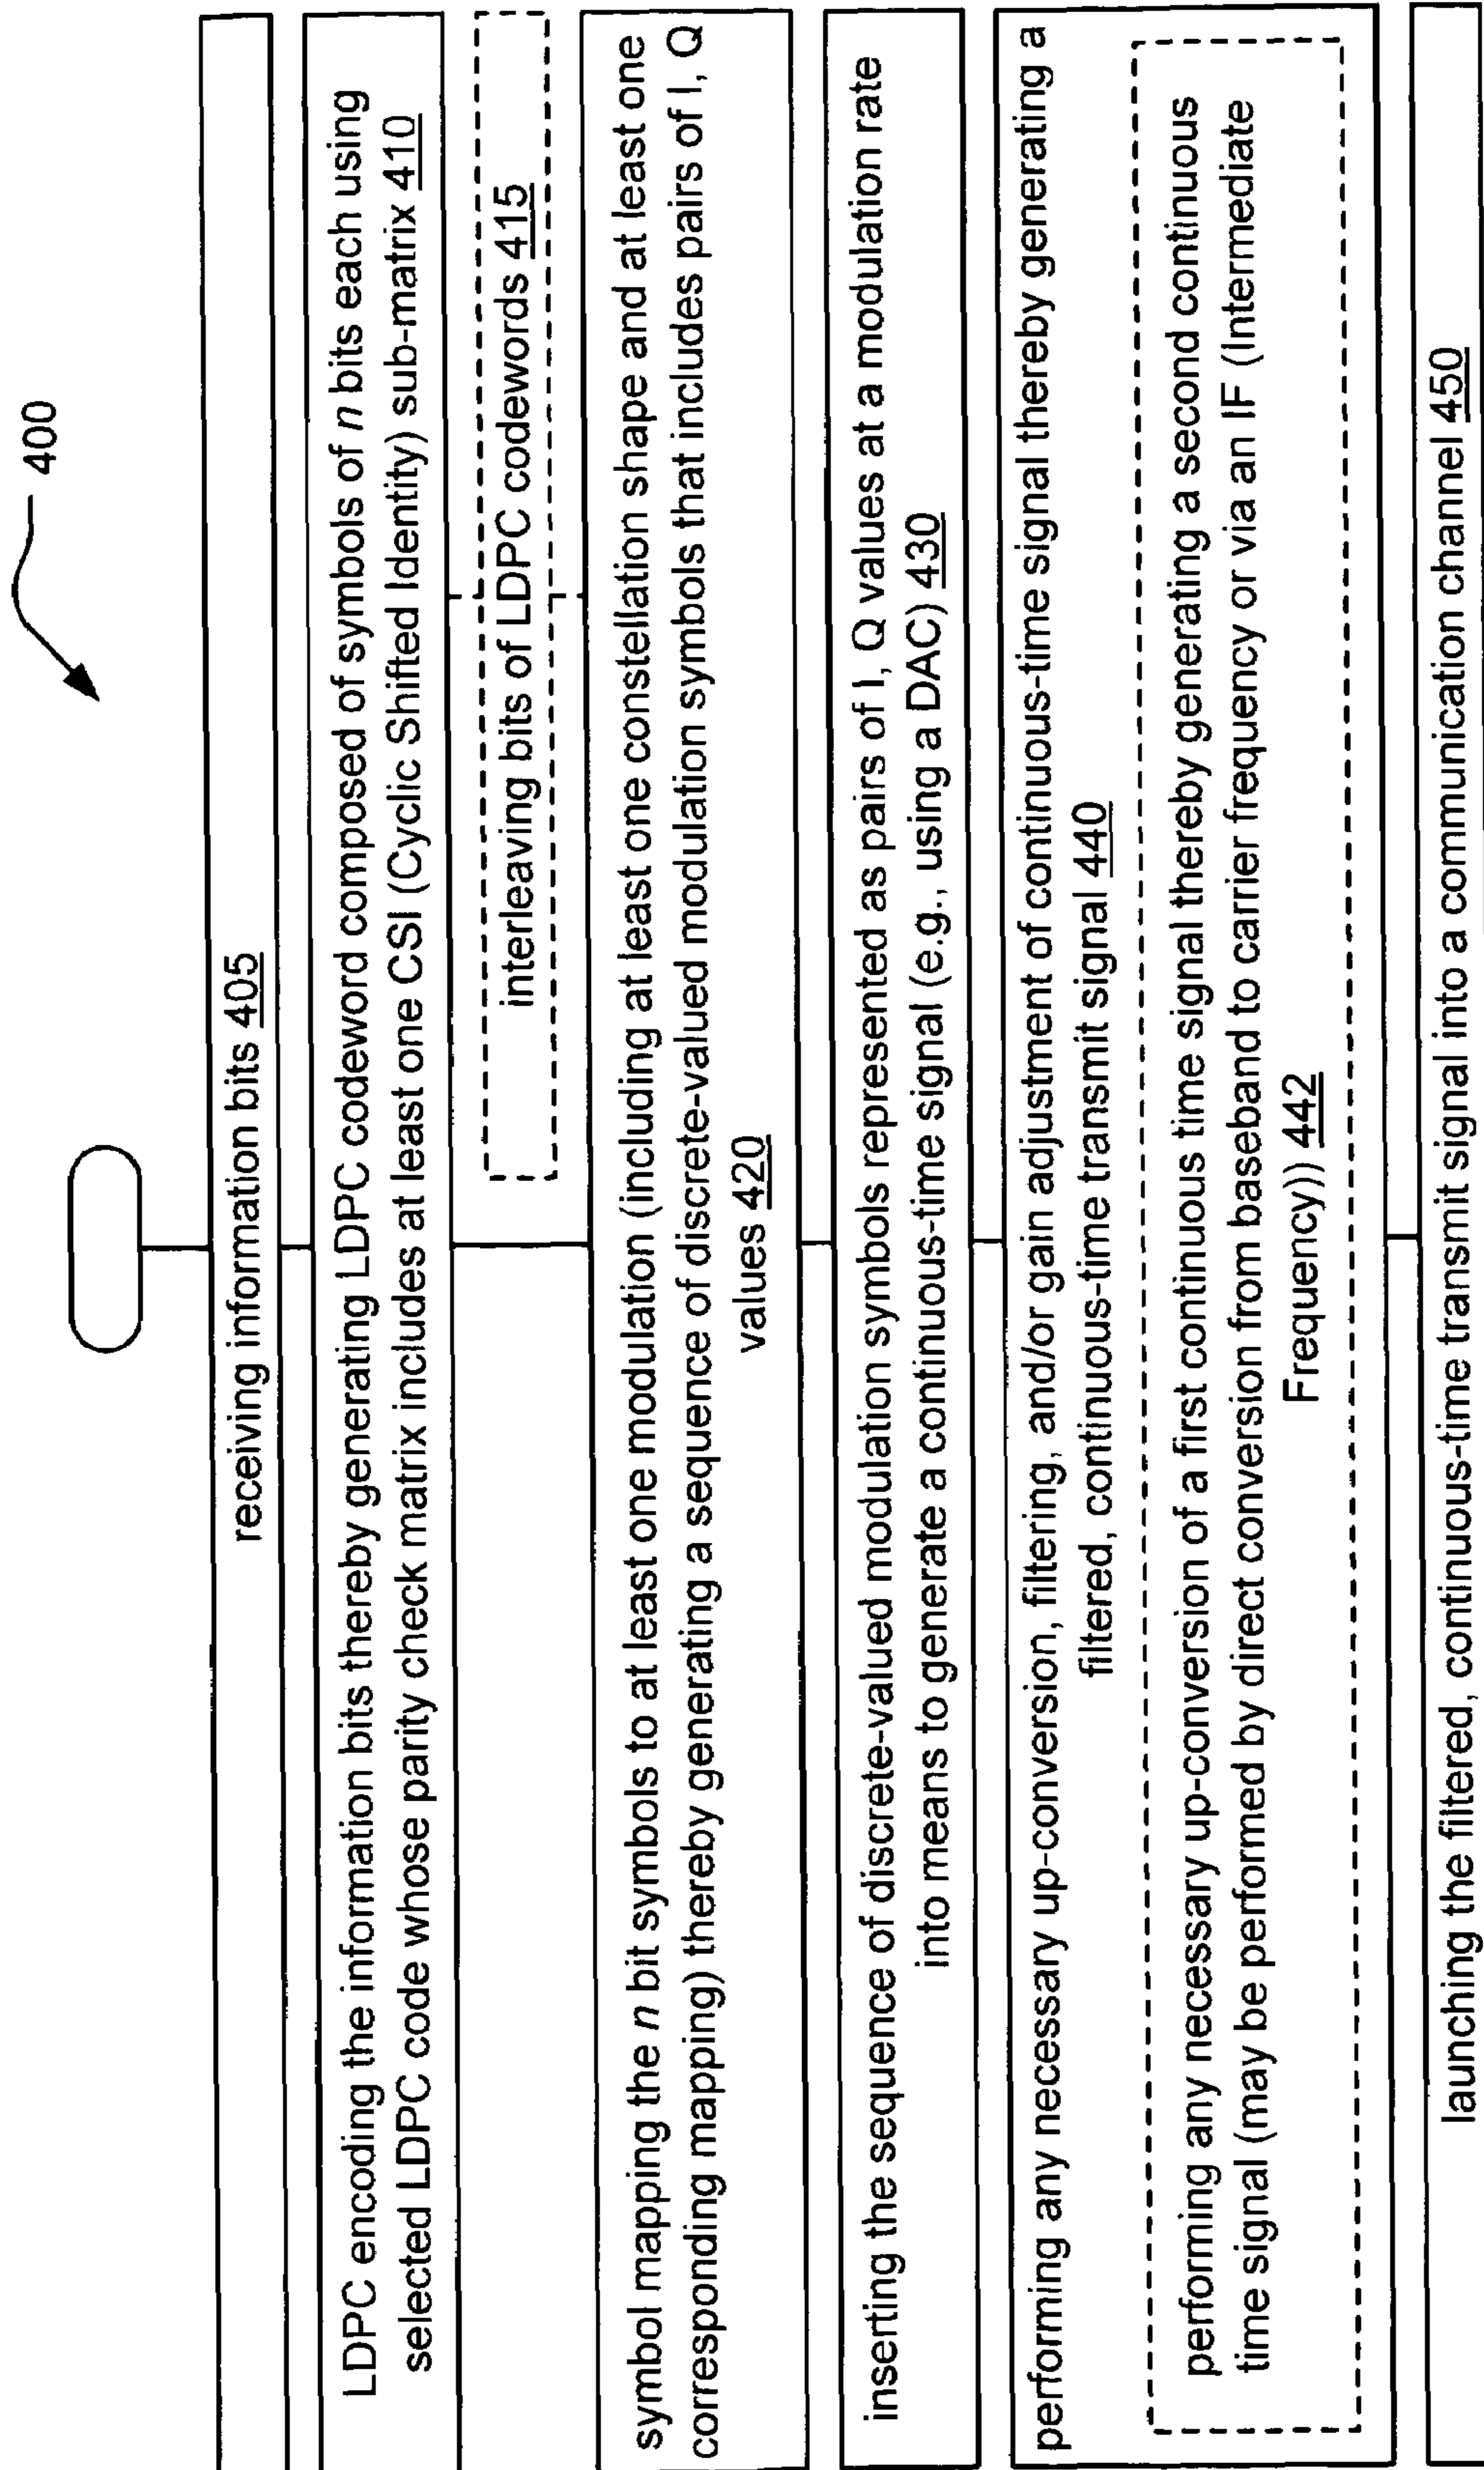 400
receiving information bits 405
LDPC encoding the information bits thereby generating LDPC codeword composed of symbols of n bits each using
selected LDPC code whose parity check matrix includes at least one CSI (Cyclic Shifted Identity) sub-matrix 410
interleaving bits of LDPC codewords 415
symbol mapping the n bit symbols to at least one modulation (including at least one constellation shape and at least one
corresponding mapping) thereby generating a sequence of discrete-valued modulation symbols that includes pairs of I, Q
values 420
inserting the sequence of discrete-valued modulation symbols represented as pairs of I, Q values at a modulation rate
into means to generate a continuous-time signal (e.g., using a DAC) 430
performing any necessary up-conversion, filtering, and/or gain adjustment of continuous-time signal thereby generating a
filtered, continuous-time transmit signal 440
performing any necessary up-conversion of a first continuous time signal thereby generating a second continuous
time signal (may be performed by direct conversion from baseband to carrier frequency or via an IF (Intermediate
Frequency)) 442
launching the filtered, continuous-time transmit signal into a communication channel 450